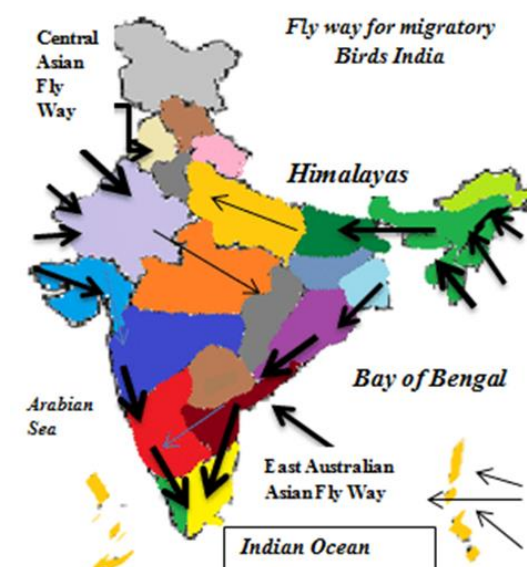 Fly way for migratory
Birds India
Central
Asian
Fly
Way
Himalayas
Bay of Bengal
Arabian
Sea
East Australian
Asian Fly Way
Indian Ocean